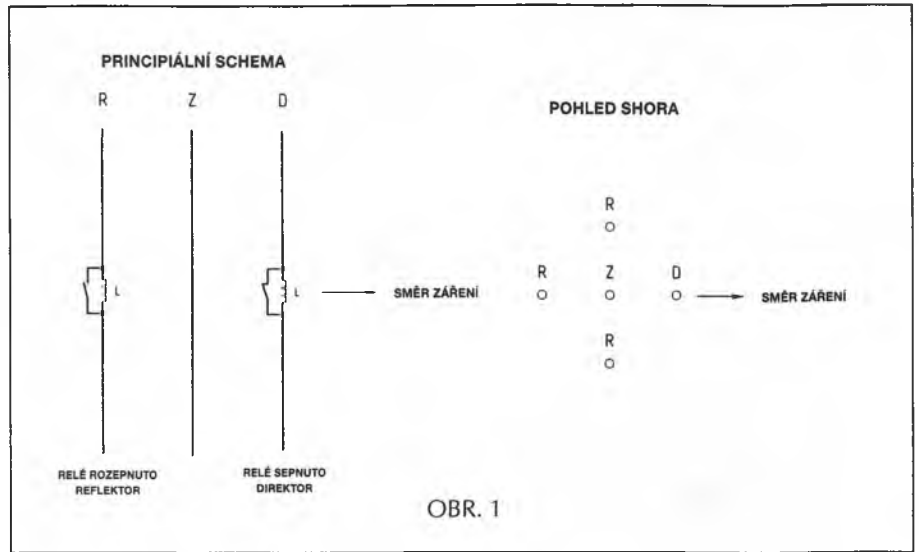 PRINCIPIÁLNÍ SCHEMA
R Z D
L
L
SMĚR ZÁŘENÍ
RELÉ ROZEPNUTO
REFLEKTOR
RELÉ SEPNUTO
DIREKTOR
POHLED SHORA
R
R Z D
SMĚR ZÁŘENÍ
R
OBR. 1